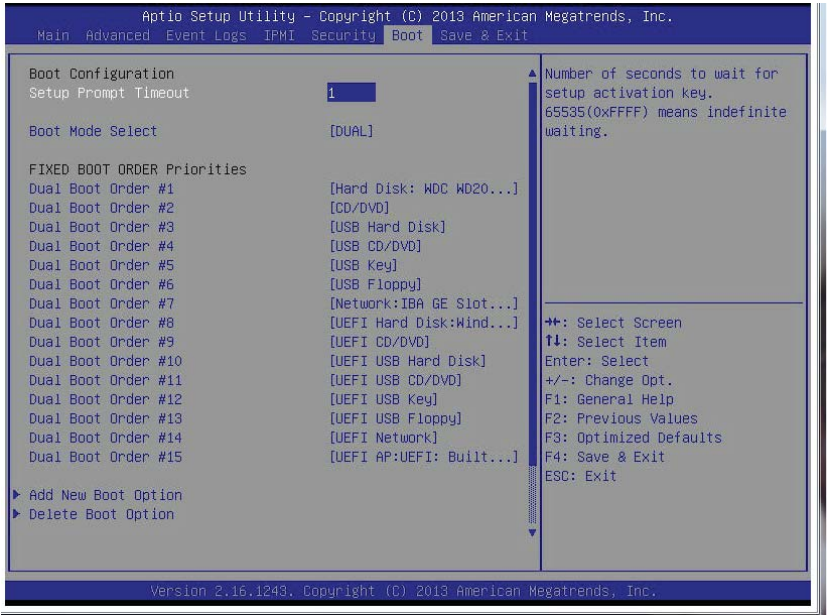 Aptio Setup Utility – Copyright (C) 2013 American Megatrends, Inc.
Main Advanced Event Logs IPMI Security Boot Save & Exit
Boot Configuration
Setup Prompt Timeout 1
Boot Mode Select [DUAL]
FIXED BOOT ORDER Priorities
Dual Boot Order #1 [Hard Disk: WDC WD20...]
Dual Boot Order #2 [CD/DVD]
Dual Boot Order #3 [USB Hard Disk]
Dual Boot Order #4 [USB CD/DVD]
Dual Boot Order #5 [USB Key]
Dual Boot Order #6 [USB Floppy]
Dual Boot Order #7 [Network:IBA GE Slot...]
Dual Boot Order #8 [UEFI Hard Disk:Wind...]
Dual Boot Order #9 [UEFI CD/DVD]
Dual Boot Order #10 [UEFI USB Hard Disk]
Dual Boot Order #11 [UEFI USB CD/DVD]
Dual Boot Order #12 [UEFI USB Key]
Dual Boot Order #13 [UEFI USB Floppy]
Dual Boot Order #14 [UEFI Network]
Dual Boot Order #15 [UEFI AP:UEFI: Built...]
Add New Boot Option
Delete Boot Option
Number of seconds to wait for
setup activation key.
65535(0xFFFF) means indefinite
waiting.
→←: Select Screen
↑↓: Select Item
Enter: Select
+/-: Change Opt.
F1: General Help
F2: Previous Values
F3: Optimized Defaults
F4: Save & Exit
ESC: Exit
Version 2.16.1243. Copyright (C) 2013 American Megatrends, Inc.